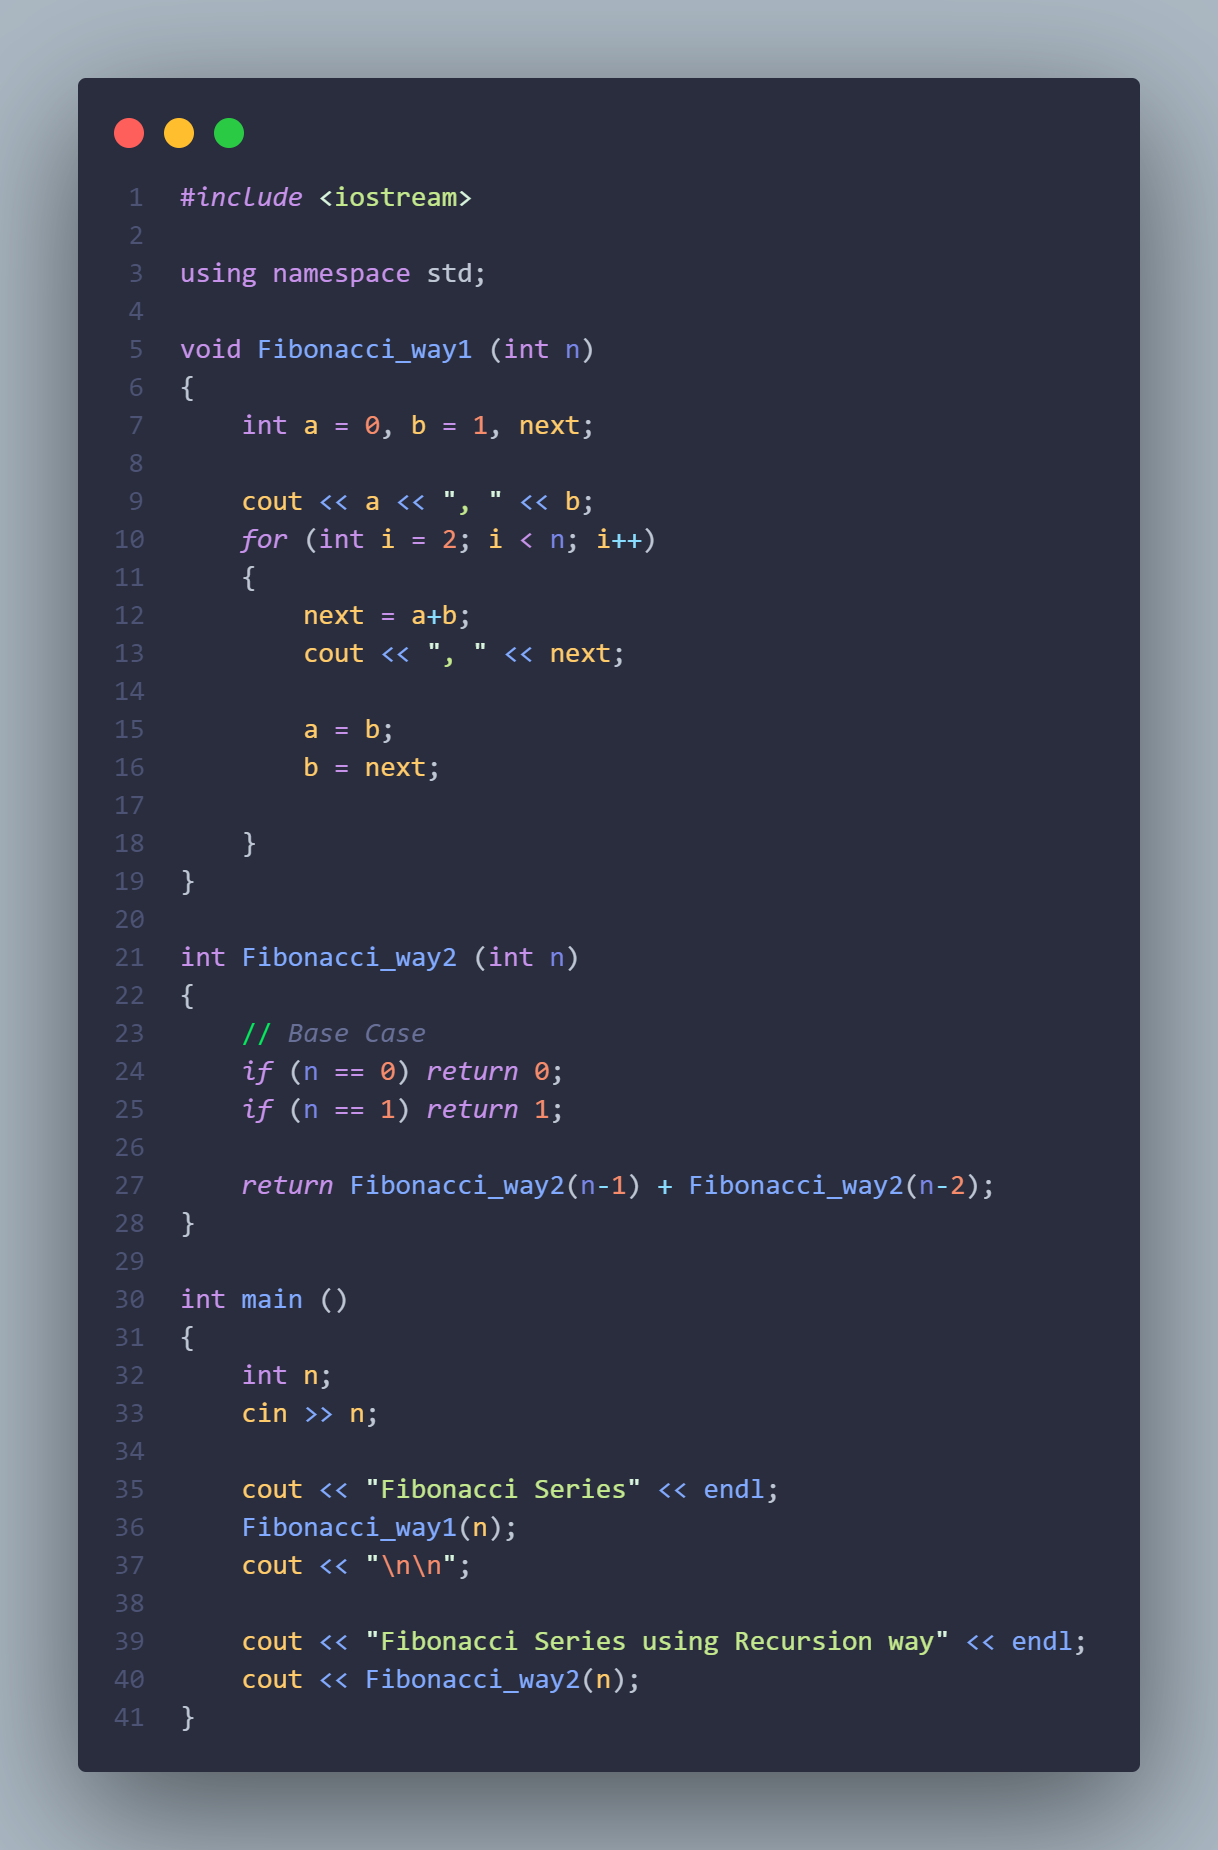 1 #include <iostream>
2
3 using namespace std;
4
5 void Fibonacci_way1 (int n)
6 {
7     int a = 0, b = 1, next;
8
9     cout << a << ", " << b;
10     for (int i = 2; i < n; i++)
11     {
12         next = a+b;
13         cout << ", " << next;
14
15         a = b;
16         b = next;
17
18     }
19 }
20
21 int Fibonacci_way2 (int n)
22 {
23     // Base Case
24     if (n == 0) return 0;
25     if (n == 1) return 1;
26
27     return Fibonacci_way2(n-1) + Fibonacci_way2(n-2);
28 }
29
30 int main ()
31 {
32     int n;
33     cin >> n;
34
35     cout << "Fibonacci Series" << endl;
36     Fibonacci_way1(n);
37     cout << "\n\n";
38
39     cout << "Fibonacci Series using Recursion way" << endl;
40     cout << Fibonacci_way2(n);
41 }